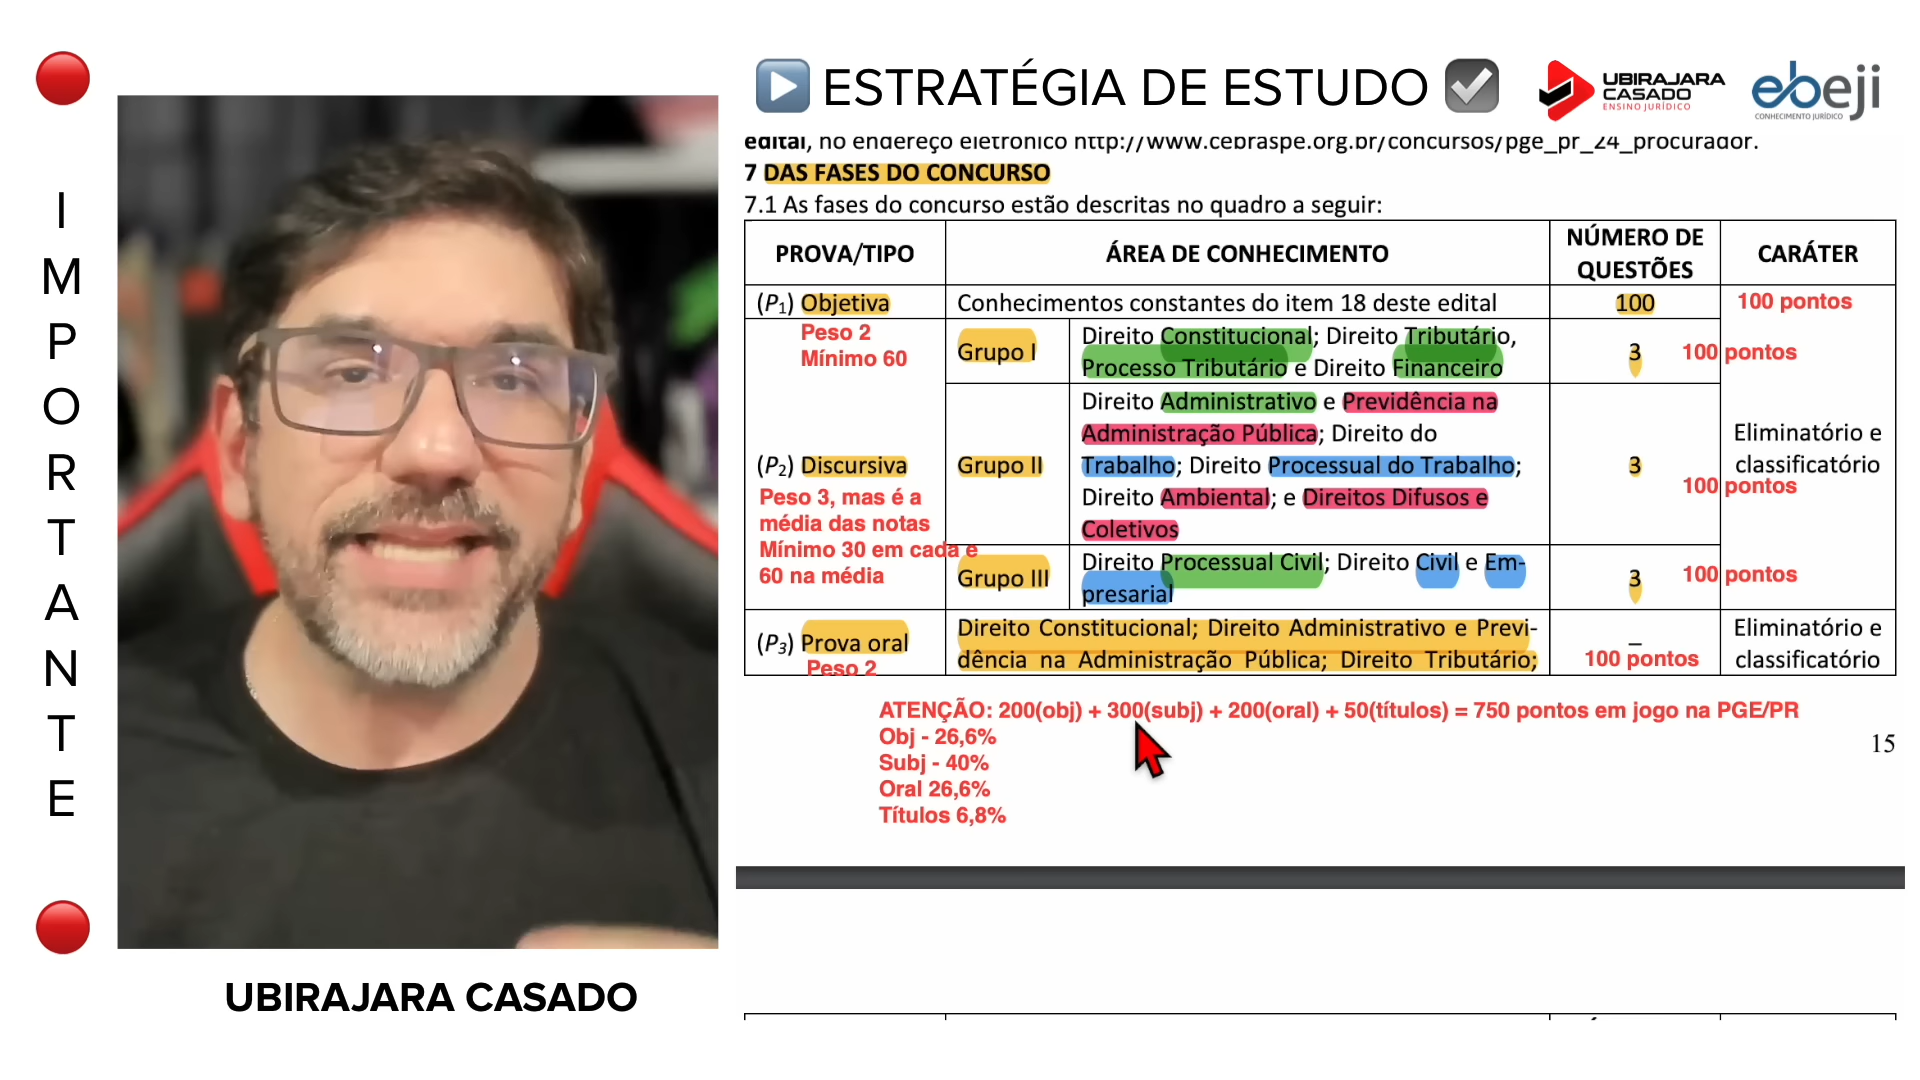 ESTRATÉGIA DE ESTUDO
UBIRAJARA
CASADO
ENSINO JURÍDICO
ebeji
CONHECIMENTO JURÍDICO
IMPORTANTE
UBIRAJARA CASADO
edital, no endereço eletrônico http://www.cebraspe.org.br/concursos/pge_pr_24_procurador.
7 DAS FASES DO CONCURSO
7.1 As fases do concurso estão descritas no quadro a seguir:
PROVA/TIPO ÁREA DE CONHECIMENTO NÚMERO DE QUESTÕES CARÁTER
(P1) Objetiva Conhecimentos constantes do item 18 deste edital 100 100 pontos
Peso 2
Mínimo 60
Grupo I
Direito Constitucional; Direito Tributário,
Processo Tributário e Direito Financeiro
3 100 pontos
(P2) Discursiva
Peso 3, mas é a
média das notas
Mínimo 30 em cada e
60 na média
Grupo II
Direito Administrativo e Previdência na
Administração Pública; Direito do
Trabalho; Direito Processual do Trabalho;
Direito Ambiental; e Direitos Difusos e
Coletivos
3 100 pontos
Eliminatório e
classificatório
Grupo III
Direito Processual Civil; Direito Civil e Em-
presarial
3 100 pontos
(P3) Prova oral
Peso 2
Direito Constitucional; Direito Administrativo e Previ-
dência na Administração Pública; Direito Tributário;
–
100 pontos
Eliminatório e
classificatório
ATENÇÃO: 200(obj) + 300(subj) + 200(oral) + 50(títulos) = 750 pontos em jogo na PGE/PR
Obj - 26,6%
Subj - 40%
Oral 26,6%
Títulos 6,8%
15